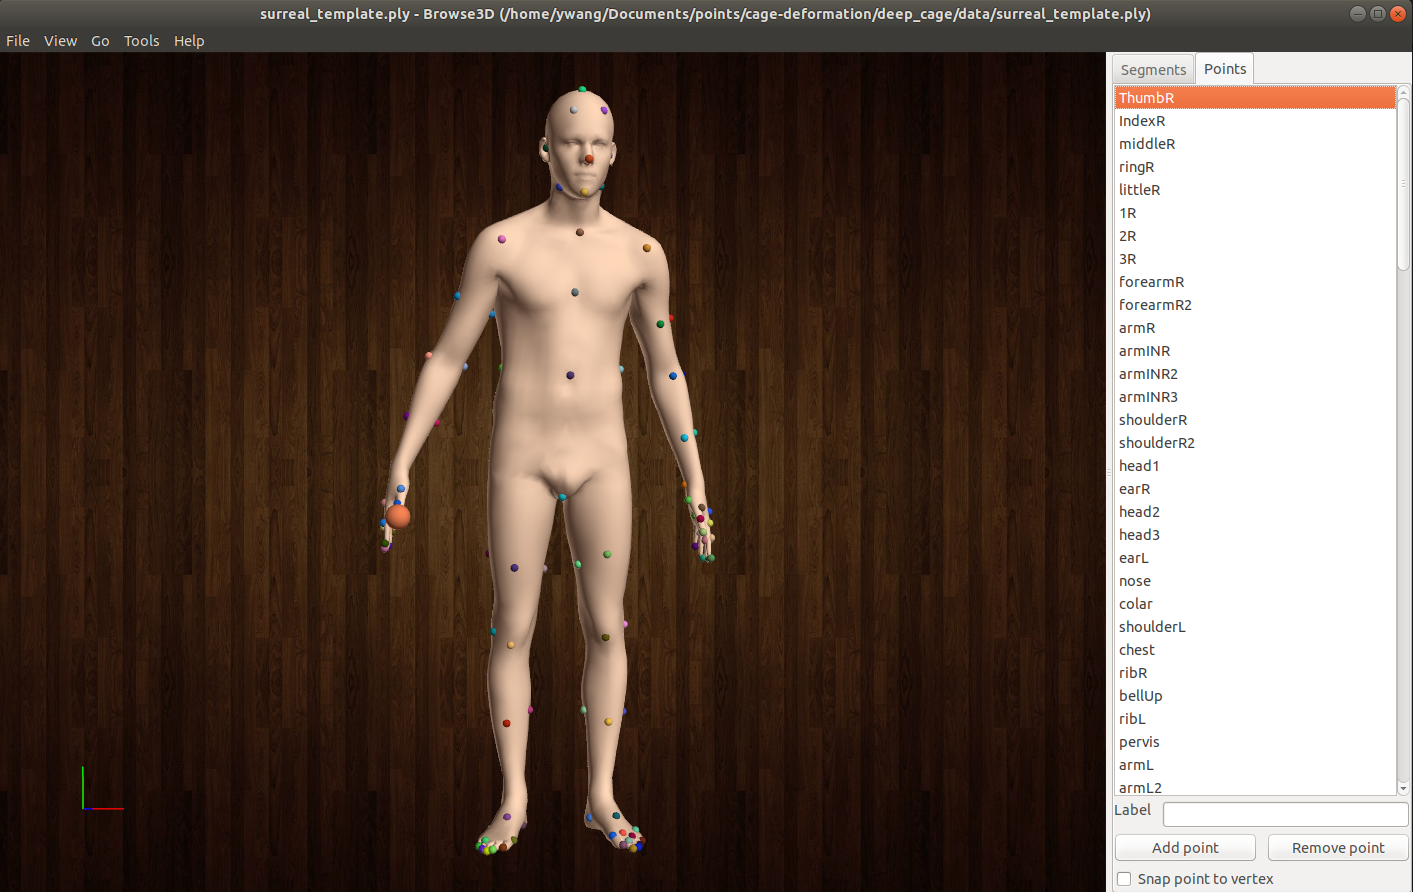 surreal_template.ply - Browse3D (/home/ywang/Documents/points/cage-deformation/deep_cage/data/surreal_template.ply)
File View Go Tools Help
Segments Points
ThumbR
IndexR
middleR
ringR
littleR
1R
2R
3R
forearmR
forearmR2
armR
armINR
armINR2
armINR3
shoulderR
shoulderR2
head1
earR
head2
head3
earL
nose
colar
shoulderL
chest
ribR
bellUp
ribL
pervis
armL
armL2
Label
Add point Remove point
Snap point to vertex